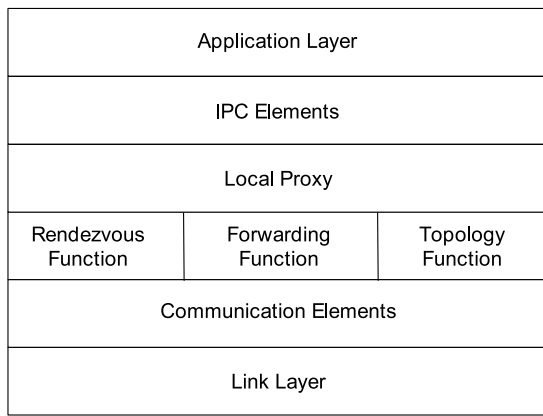 Application Layer
IPC Elements
Local Proxy
Rendezvous Function
Forwarding Function
Topology Function
Communication Elements
Link Layer